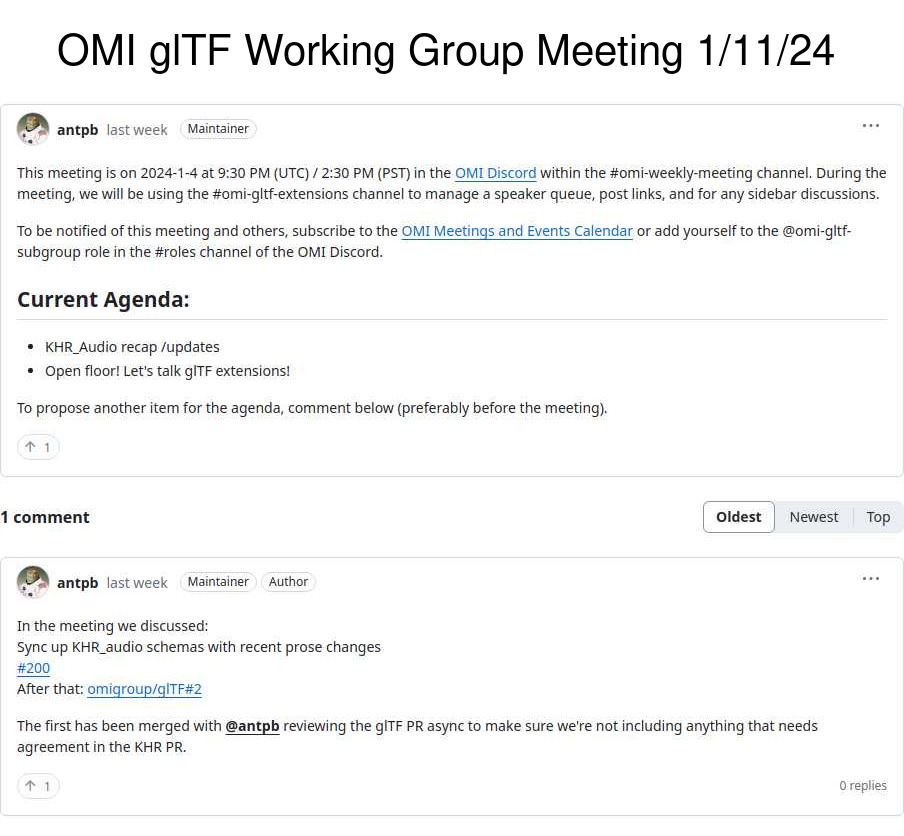 OMI glTF Working Group Meeting 1/11/24
antpb last week Maintainer
This meeting is on 2024-1-4 at 9:30 PM (UTC) / 2:30 PM (PST) in the OMI Discord within the #omi-weekly-meeting channel. During the
meeting, we will be using the #omi-gltf-extensions channel to manage a speaker queue, post links, and for any sidebar discussions.
To be notified of this meeting and others, subscribe to the OMI Meetings and Events Calendar or add yourself to the @omi-gltf-
subgroup role in the #roles channel of the OMI Discord.
Current Agenda:
• KHR_Audio recap /updates
• Open floor! Let's talk glTF extensions!
To propose another item for the agenda, comment below (preferably before the meeting).
↑ 1
1 comment Oldest Newest Top
antpb last week Maintainer Author
In the meeting we discussed:
Sync up KHR_audio schemas with recent prose changes
#200
After that: omigroup/glTF#2
The first has been merged with @antpb reviewing the glTF PR async to make sure we're not including anything that needs
agreement in the KHR PR.
↑ 1 0 replies